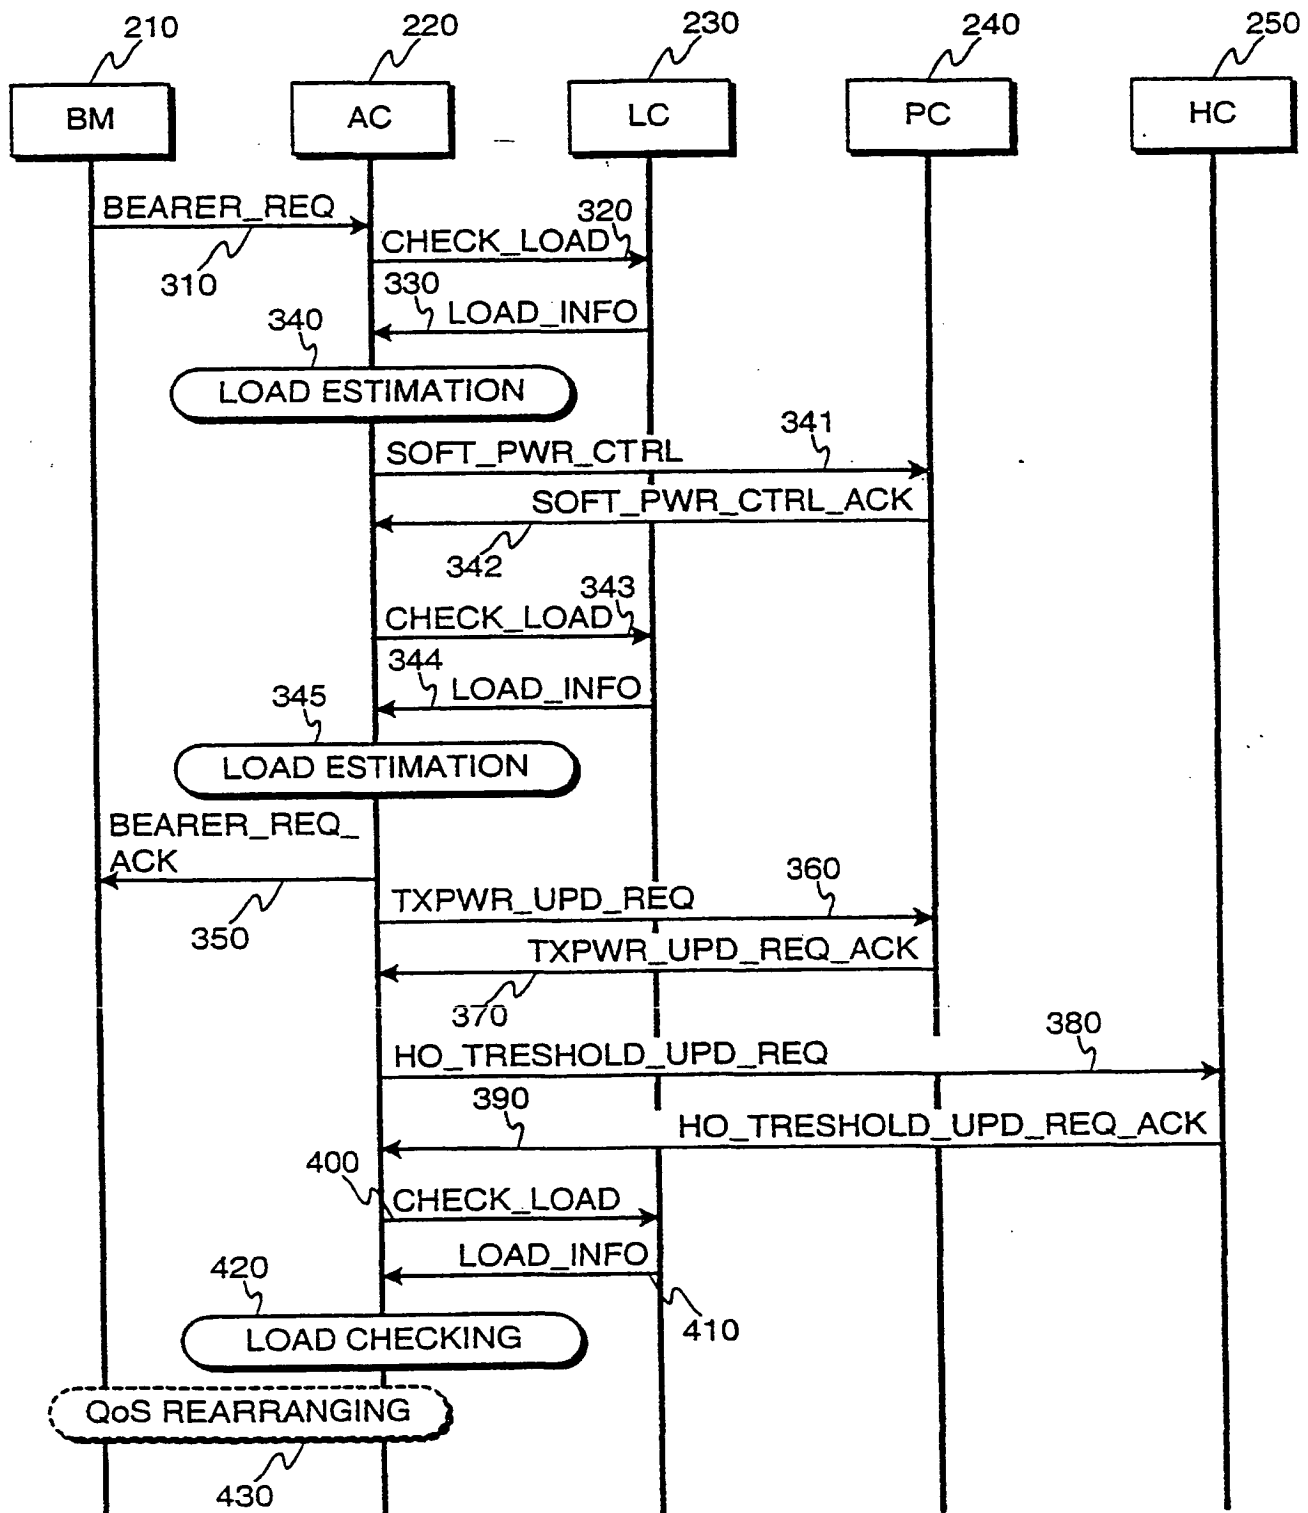 210 220 230 240 250
BM AC LC PC HC
BEARER_REQ
310
320
CHECK_LOAD
330
LOAD_INFO
340
LOAD ESTIMATION
341
SOFT_PWR_CTRL
SOFT_PWR_CTRL_ACK
342
343
CHECK_LOAD
344
LOAD_INFO
345
LOAD ESTIMATION
BEARER_REQ_
ACK
350
360
TXPWR_UPD_REQ
TXPWR_UPD_REQ_ACK
370
380
HO_TRESHOLD_UPD_REQ
390
HO_TRESHOLD_UPD_REQ_ACK
400
CHECK_LOAD
LOAD_INFO
410
420
LOAD CHECKING
QoS REARRANGING
430